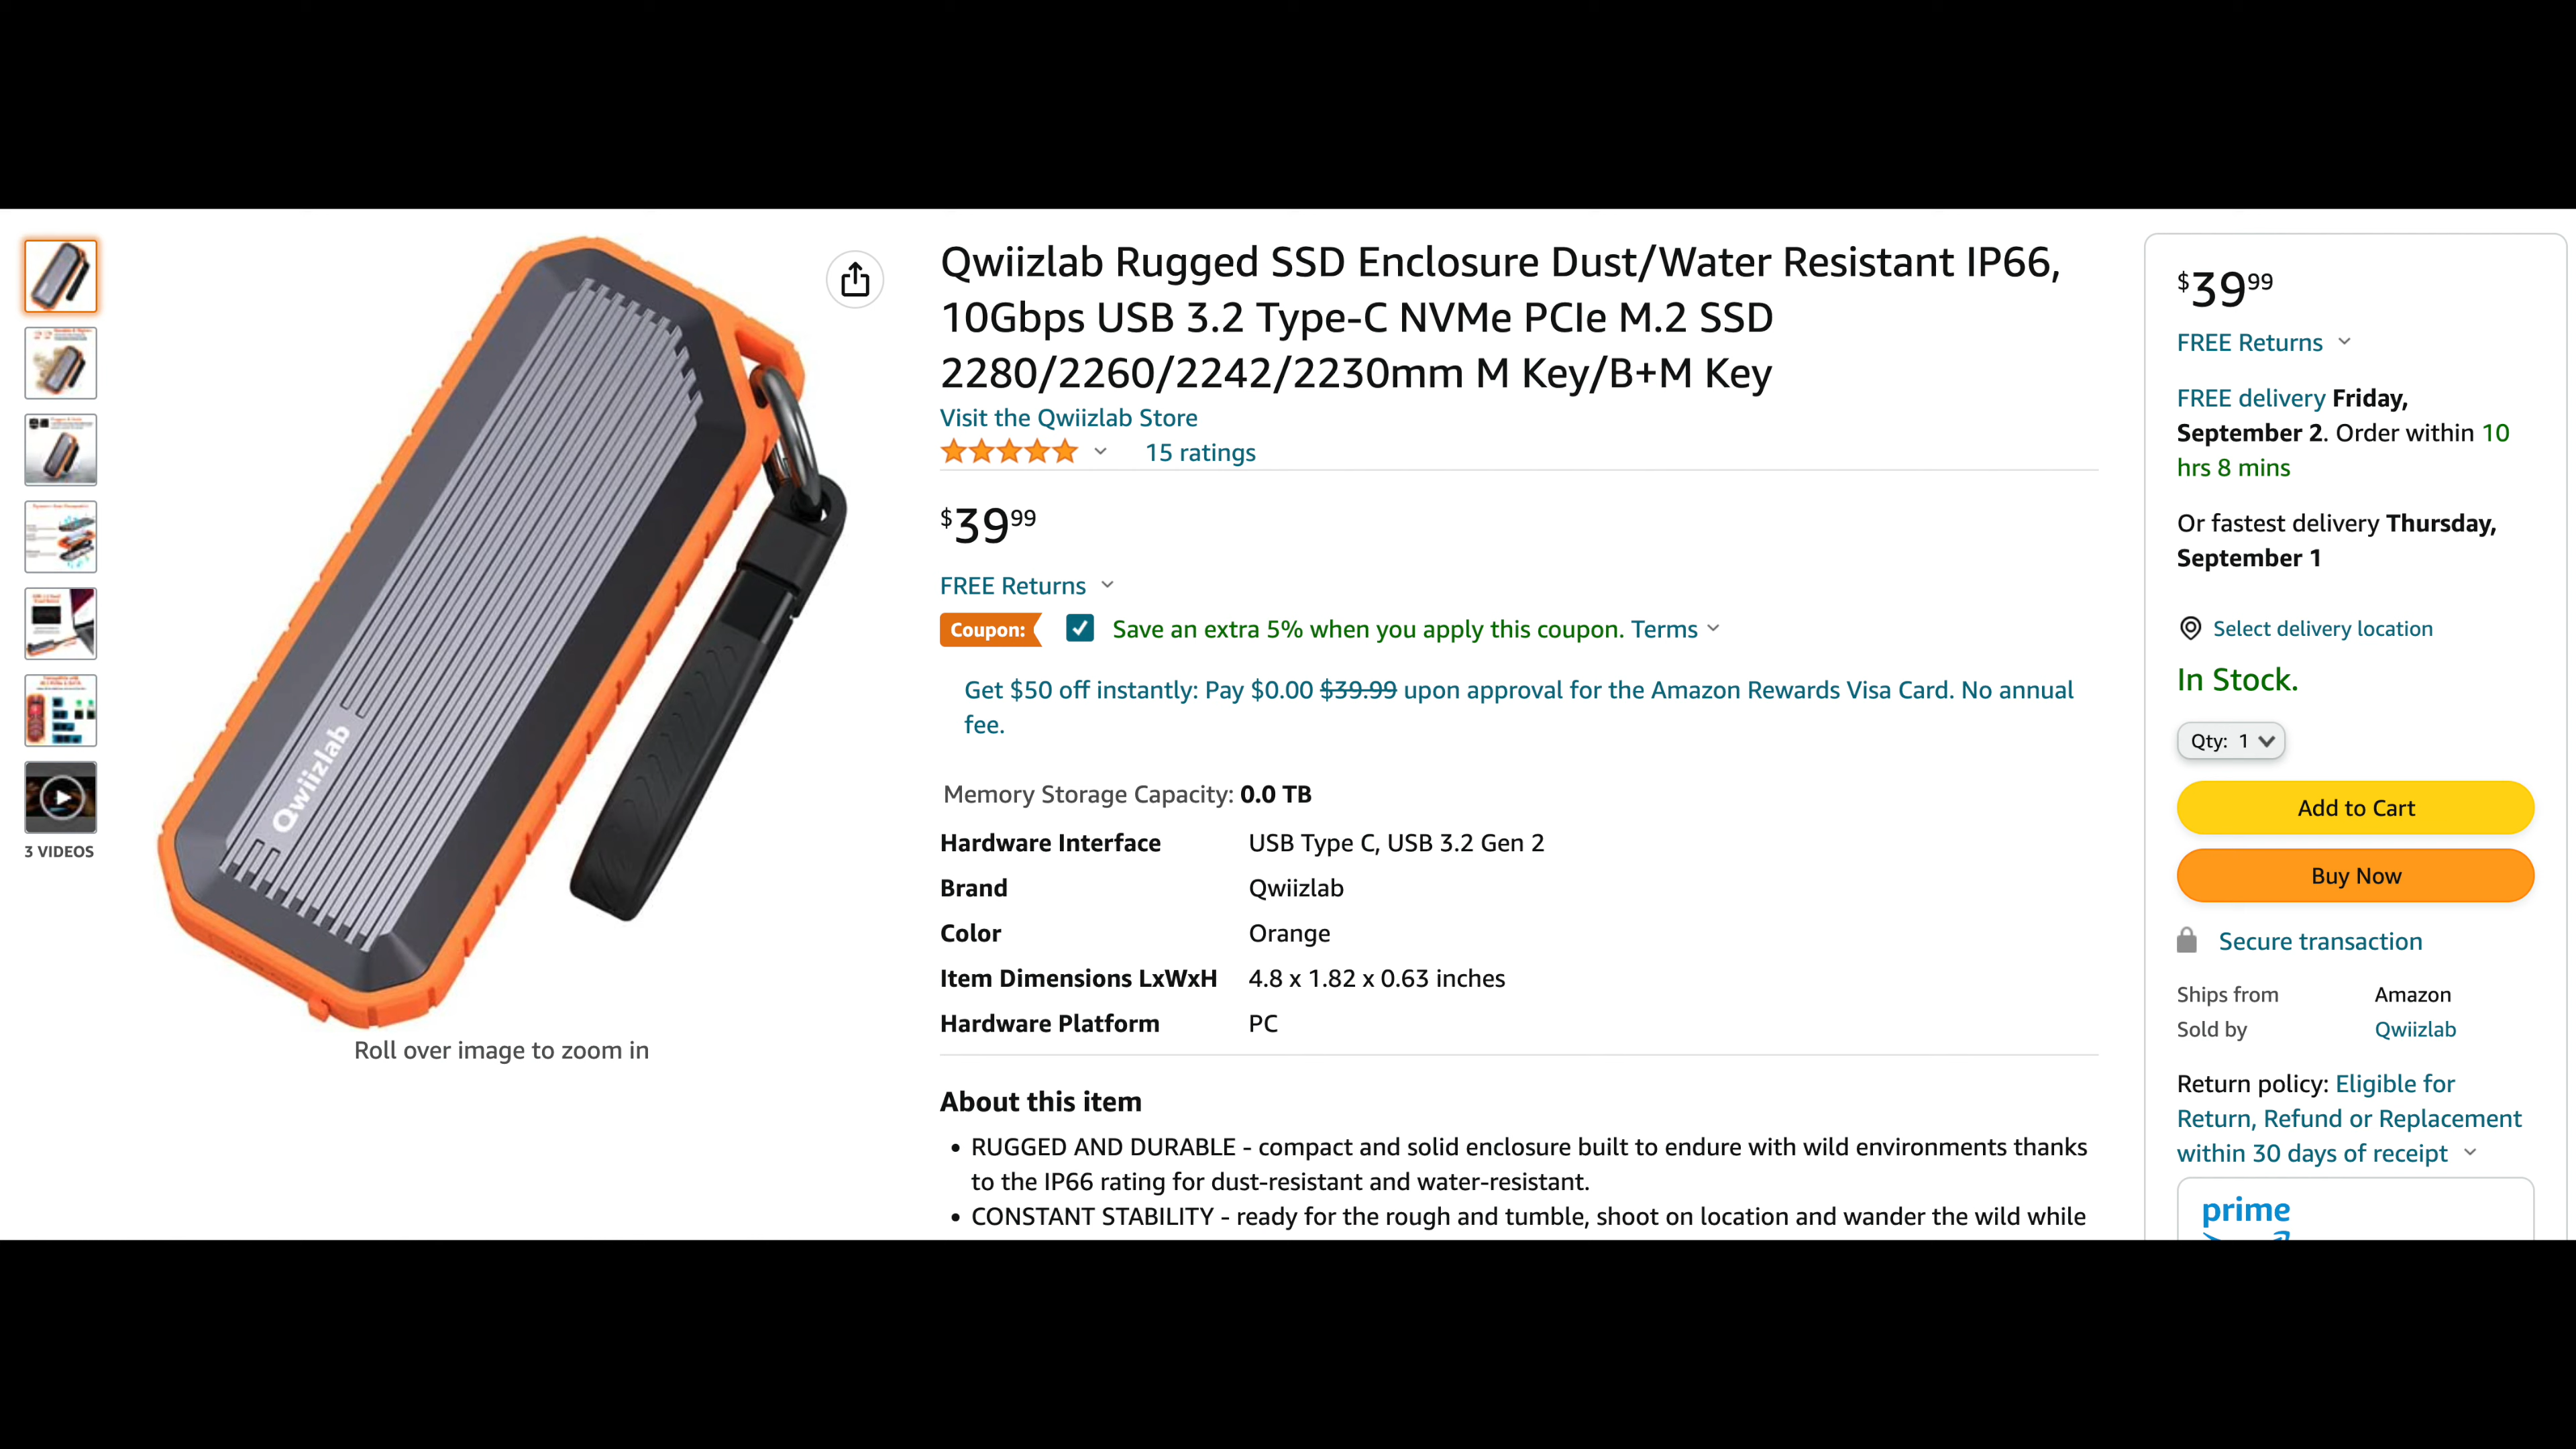 3 VIDEOS
Qwiizlab
Roll over image to zoom in
Qwiizlab Rugged SSD Enclosure Dust/Water Resistant IP66,
10Gbps USB 3.2 Type-C NVMe PCIe M.2 SSD
2280/2260/2242/2230mm M Key/B+M Key
Visit the Qwiizlab Store
15 ratings
$39 99
FREE Returns
Coupon: Save an extra 5% when you apply this coupon. Terms
Get $50 off instantly: Pay $0.00 $39.99 upon approval for the Amazon Rewards Visa Card. No annual
fee.
Memory Storage Capacity: 0.0 TB
Hardware Interface USB Type C, USB 3.2 Gen 2
Brand Qwiizlab
Color Orange
Item Dimensions LxWxH 4.8 x 1.82 x 0.63 inches
Hardware Platform PC
About this item
• RUGGED AND DURABLE - compact and solid enclosure built to endure with wild environments thanks
to the IP66 rating for dust-resistant and water-resistant.
• CONSTANT STABILITY - ready for the rough and tumble, shoot on location and wander the wild while
$39 99
FREE Returns
FREE delivery Friday,
September 2. Order within 10
hrs 8 mins
Or fastest delivery Thursday,
September 1
Select delivery location
In Stock.
Qty: 1
Add to Cart
Buy Now
Secure transaction
Ships from Amazon
Sold by Qwiizlab
Return policy: Eligible for
Return, Refund or Replacement
within 30 days of receipt
prime